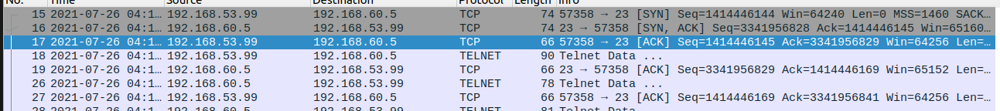 No. Time Source Destination Protocol Length Info
15 2021-07-26 04:1… 192.168.53.99 192.168.60.5 TCP 74 57358 → 23 [SYN] Seq=1414446144 Win=64240 Len=0 MSS=1460 SACK…
16 2021-07-26 04:1… 192.168.60.5 192.168.53.99 TCP 74 23 → 57358 [SYN, ACK] Seq=3341956828 Ack=1414446145 Win=65160…
17 2021-07-26 04:1… 192.168.53.99 192.168.60.5 TCP 66 57358 → 23 [ACK] Seq=1414446145 Ack=3341956829 Win=64256 Len=…
18 2021-07-26 04:1… 192.168.53.99 192.168.60.5 TELNET 90 Telnet Data ...
19 2021-07-26 04:1… 192.168.60.5 192.168.53.99 TCP 66 23 → 57358 [ACK] Seq=3341956829 Ack=1414446169 Win=65152 Len=…
26 2021-07-26 04:1… 192.168.60.5 192.168.53.99 TELNET 78 Telnet Data ...
27 2021-07-26 04:1… 192.168.53.99 192.168.60.5 TCP 66 57358 → 23 [ACK] Seq=1414446169 Ack=3341956841 Win=64256 Len=…
28 2021-07-26 04:1… 192.168.60.5 192.168.53.99 TELNET 81 Telnet Data ...